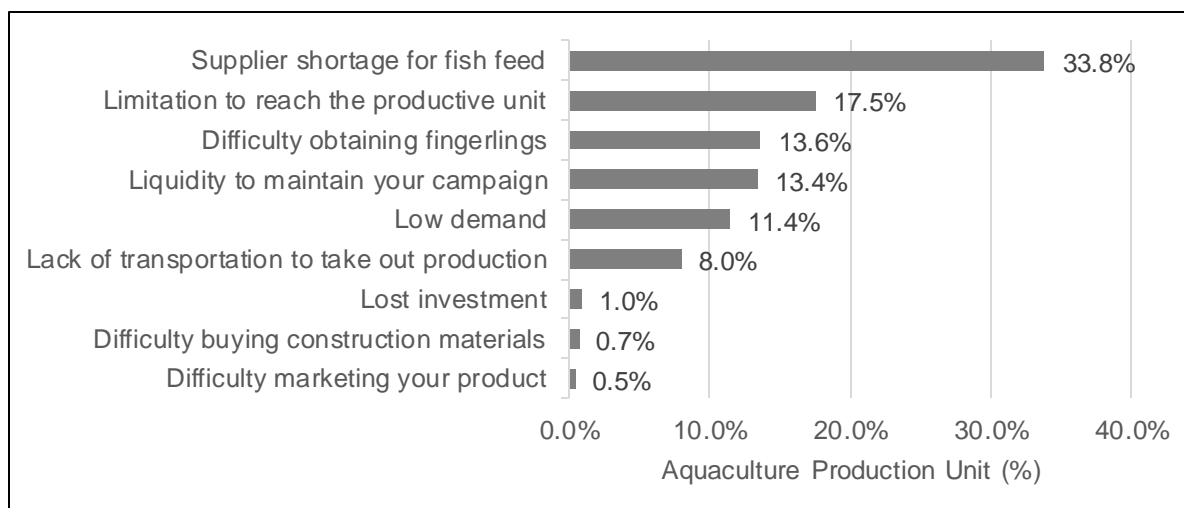 Supplier shortage for fish feed 33.8%
Limitation to reach the productive unit 17.5%
Difficulty obtaining fingerlings 13.6%
Liquidity to maintain your campaign 13.4%
Low demand 11.4%
Lack of transportation to take out production 8.0%
Lost investment 1.0%
Difficulty buying construction materials 0.7%
Difficulty marketing your product 0.5%
0.0% 10.0% 20.0% 30.0% 40.0%
Aquaculture Production Unit (%)